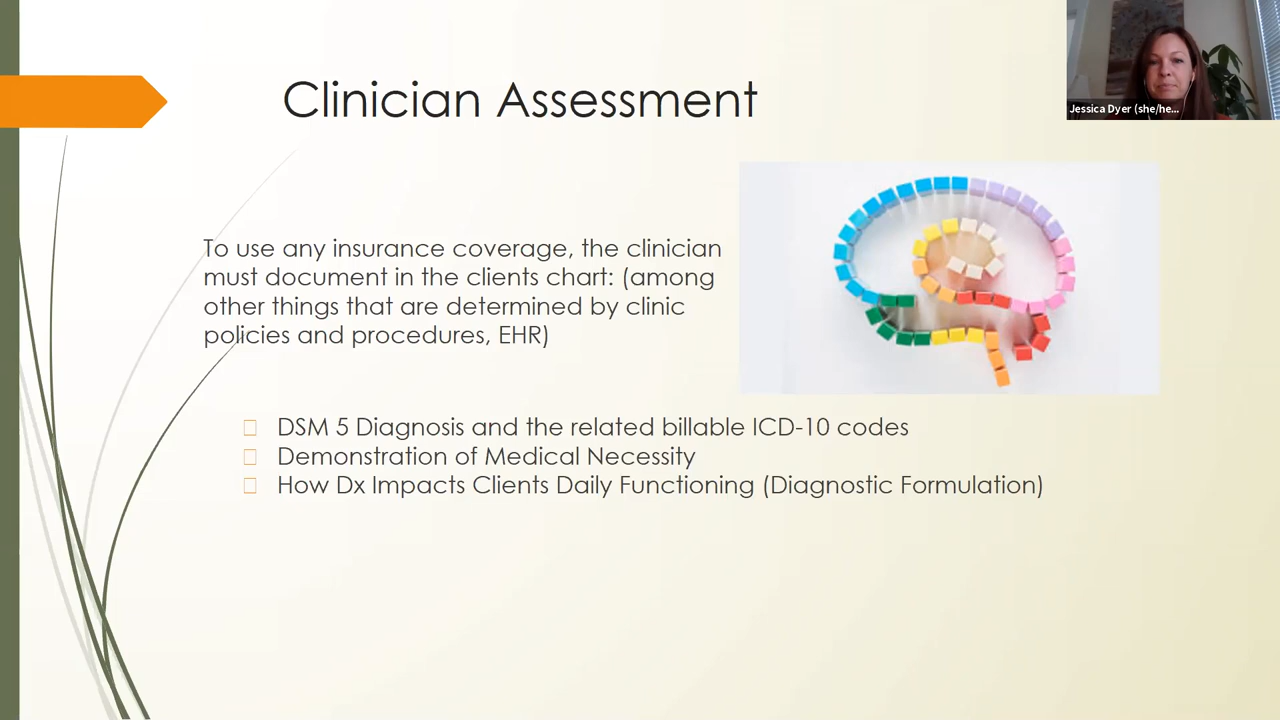 Clinician Assessment
Jessica Dyer (she/he...
To use any insurance coverage, the clinician
must document in the clients chart: (among
other things that are determined by clinic
policies and procedures, EHR)
DSM 5 Diagnosis and the related billable ICD-10 codes
Demonstration of Medical Necessity
How Dx Impacts Clients Daily Functioning (Diagnostic Formulation)